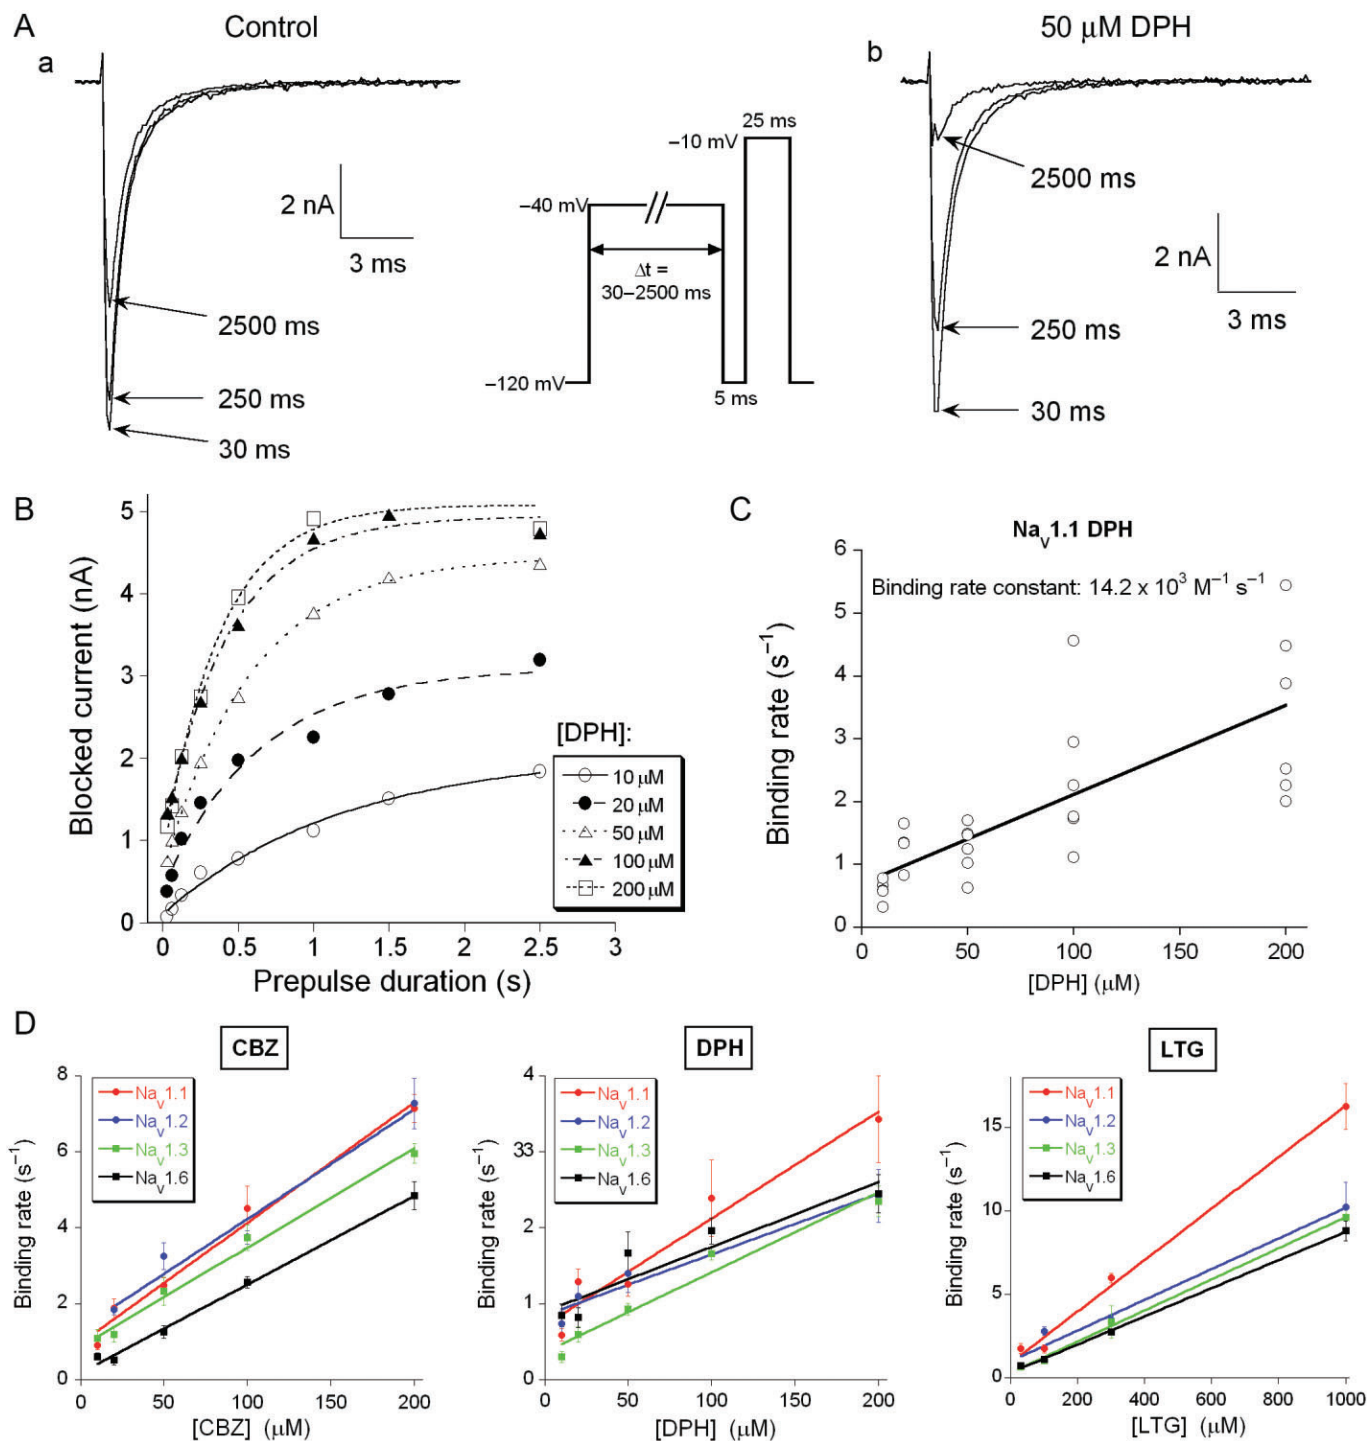 A
Control
a
2 nA
3 ms
2500 ms
250 ms
30 ms
25 ms
–10 mV
–40 mV
Δt =
30–2500 ms
–120 mV
5 ms
50 μM DPH
b
2500 ms
2 nA
3 ms
250 ms
30 ms
B
Blocked current (nA)
5
4
3
2
1
0
0 0.5 1 1.5 2 2.5 3
Prepulse duration (s)
[DPH]:
10 μM
20 μM
50 μM
100 μM
200 μM
C
Naᵥ1.1 DPH
Binding rate constant: 14.2 x 10³ M⁻¹ s⁻¹
Binding rate (s⁻¹)
6
5
4
3
2
1
0
0 50 100 150 200
[DPH] (μM)
D
CBZ
Naᵥ1.1
Naᵥ1.2
Naᵥ1.3
Naᵥ1.6
Binding rate (s⁻¹)
8
6
4
2
0
0 50 100 150 200
[CBZ] (μM)
DPH
Naᵥ1.1
Naᵥ1.2
Naᵥ1.3
Naᵥ1.6
Binding rate (s⁻¹)
4
33
2
1
0
0 50 100 150 200
[DPH] (μM)
LTG
Naᵥ1.1
Naᵥ1.2
Naᵥ1.3
Naᵥ1.6
Binding rate (s⁻¹)
15
10
5
0
0 200 400 600 800 1000
[LTG] (μM)